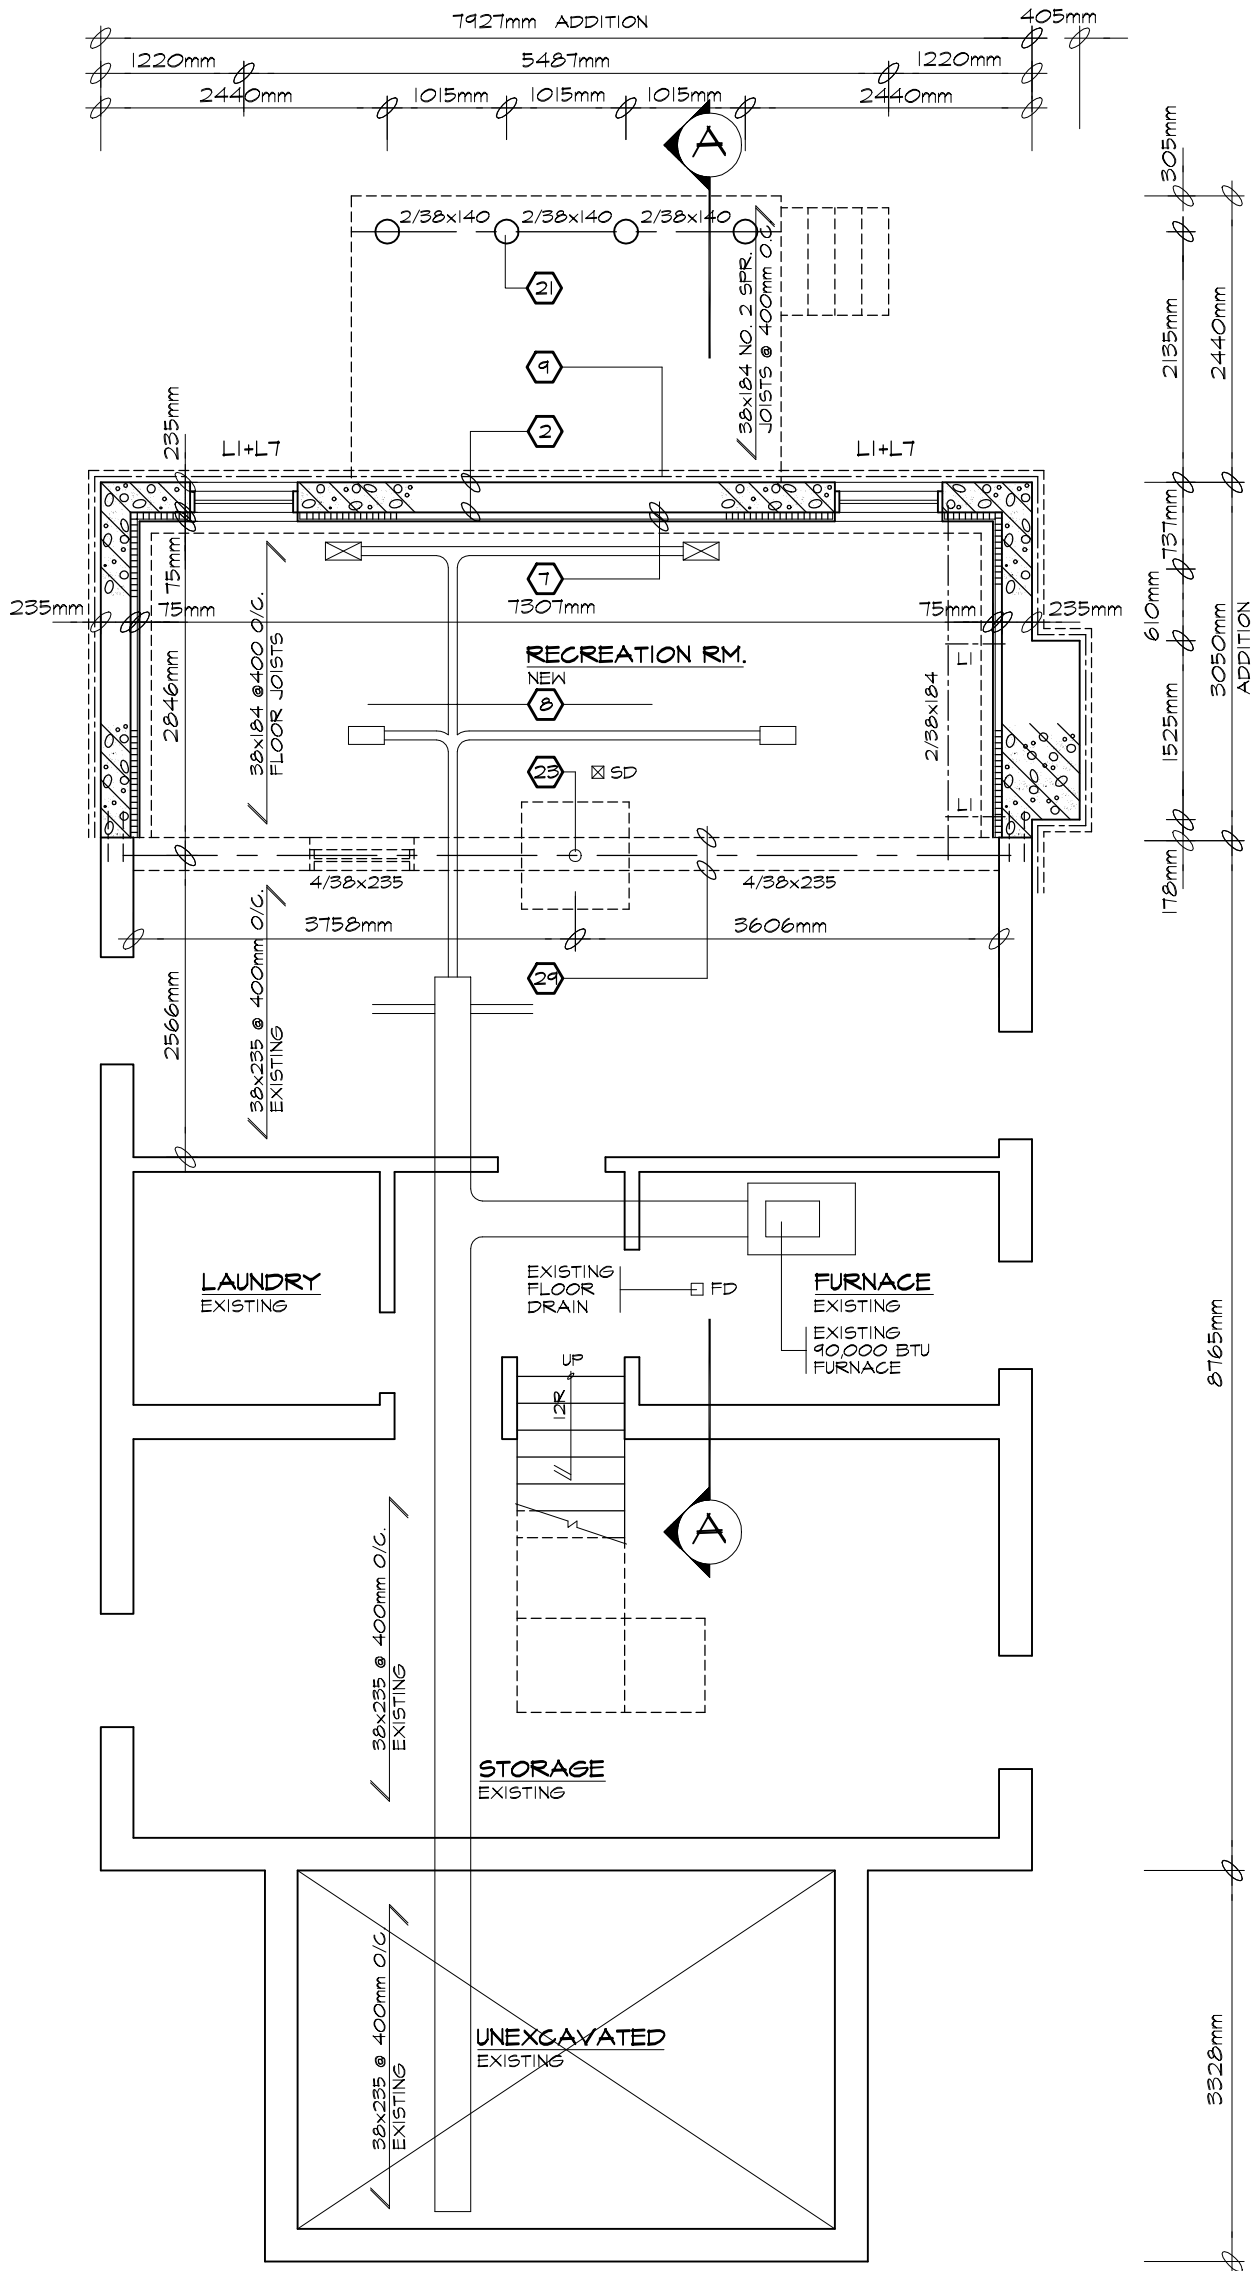 7927mm ADDITION
405mm
1220mm
5487mm
1220mm
2440mm
1015mm
1015mm
1015mm
2440mm
A
305mm
2/38x140
2/38x140
2/38x140
21
38x184 NO. 2 SPR.
JOISTS @ 400mm O.C.
2135mm
2440mm
9
2
235mm
L1+L7
L1+L7
75mm
7
737mm
235mm
75mm
7307mm
75mm
235mm
610mm
3050mm
ADDITION
RECREATION RM.
NEW
L1
8
2846mm
38x184 @400 O/C.
FLOOR JOISTS
2/38x184
1525mm
23
SD
L1
4/38x235
4/38x235
178mm
3758mm
3606mm
29
2566mm
38x235 @ 400mm O/C.
EXISTING
LAUNDRY
EXISTING
EXISTING
FLOOR
DRAIN
FD
FURNACE
EXISTING
EXISTING
90,000 BTU
FURNACE
8765mm
UP
12R
A
38x235 @ 400mm O/C.
EXISTING
STORAGE
EXISTING
38x235 @ 400mm O/C
EXISTING
UNEXCAVATED
EXISTING
3328mm